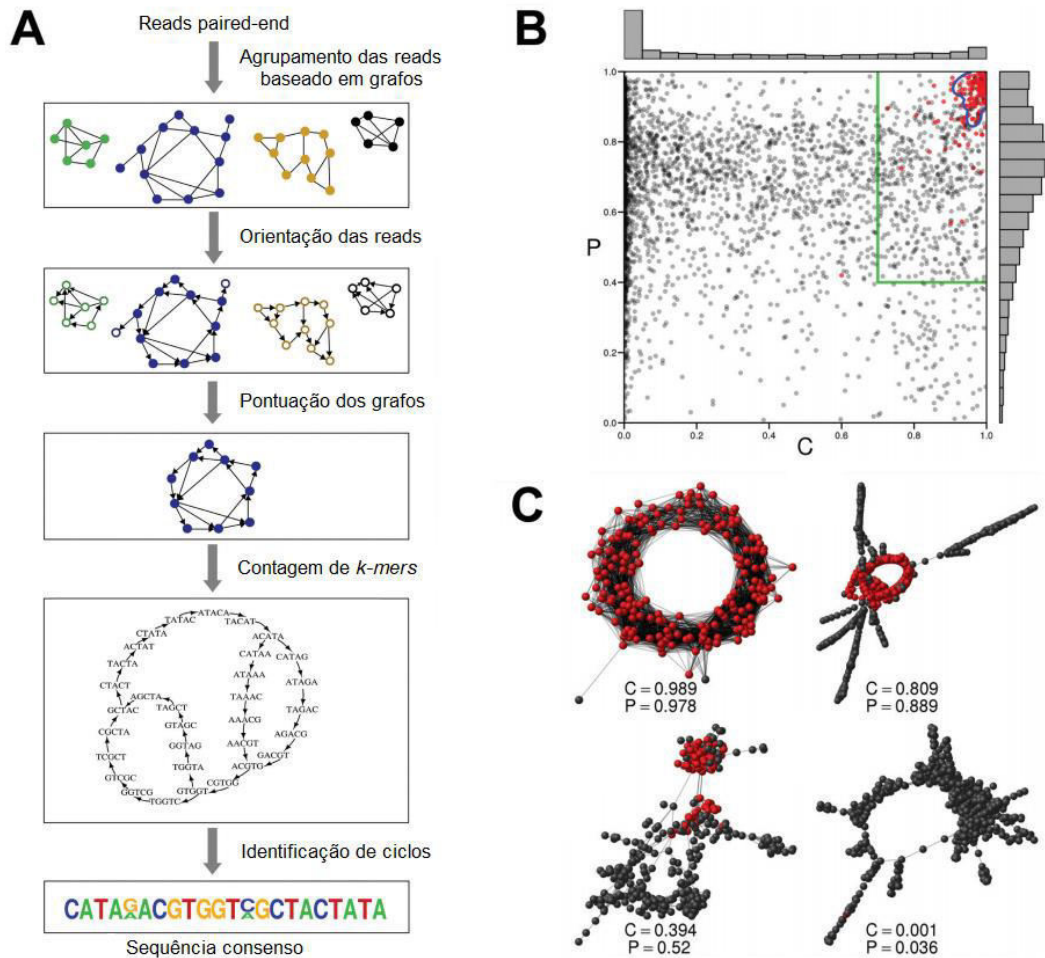 A
Reads paired-end
Agrupamento das reads
baseado em grafos
Orientação das reads
Pontuação dos grafos
Contagem de k-mers
ATACA
TATAC
TACAT
CTATA
ACATA
ACTAT
CATAA
CATAG
TACTA
ATAAA
ATAGA
CTACT
AGCTA
TAAAC
TAGAC
GCTAC
TAGCT
AAACG
AGACG
CGCTA
GTAGC
AACGT
GACGT
TCGCT
GGTAG
ACGTG
GTCGC
TGGTA
CGTGG
GGTCG
GTGGT
TGGTC
Identificação de ciclos
CATAGACGTGGTCGCTACTATA
A A
Sequência consenso
B
P
1.0
0.8
0.6
0.4
0.2
0.0
0.0 0.2 0.4 0.6 0.8 1.0
C
C
C = 0.989
P = 0.978
C = 0.809
P = 0.889
C = 0.394
P = 0.52
C = 0.001
P = 0.036